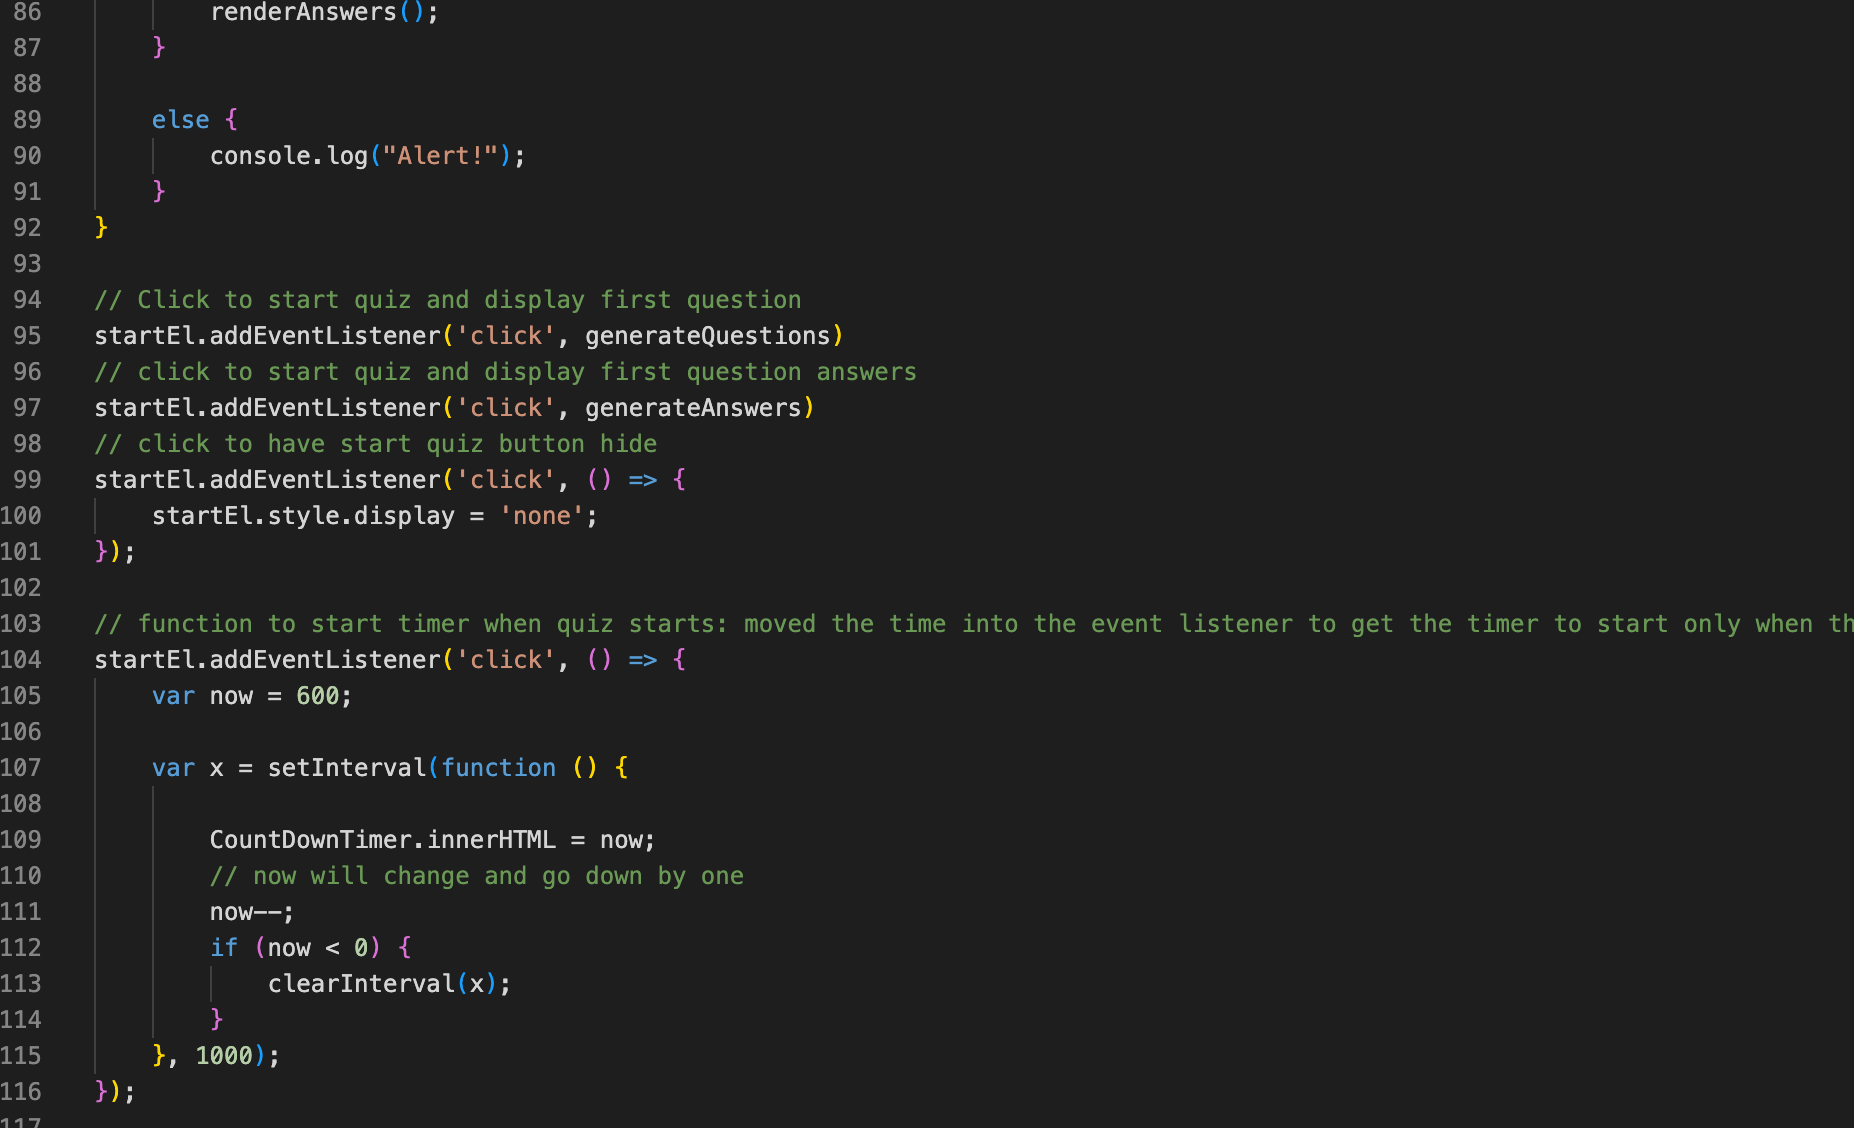 86 renderAnswers();
87 }
88
89 else {
90 console.log("Alert!");
91 }
92 }
93
94 // Click to start quiz and display first question
95 startEl.addEventListener('click', generateQuestions)
96 // click to start quiz and display first question answers
97 startEl.addEventListener('click', generateAnswers)
98 // click to have start quiz button hide
99 startEl.addEventListener('click', () => {
100 startEl.style.display = 'none';
101 });
102
103 // function to start timer when quiz starts: moved the time into the event listener to get the timer to start only when th
104 startEl.addEventListener('click', () => {
105 var now = 600;
106
107 var x = setInterval(function () {
108
109 CountDownTimer.innerHTML = now;
110 // now will change and go down by one
111 now--;
112 if (now < 0) {
113 clearInterval(x);
114 }
115 }, 1000);
116 });
117